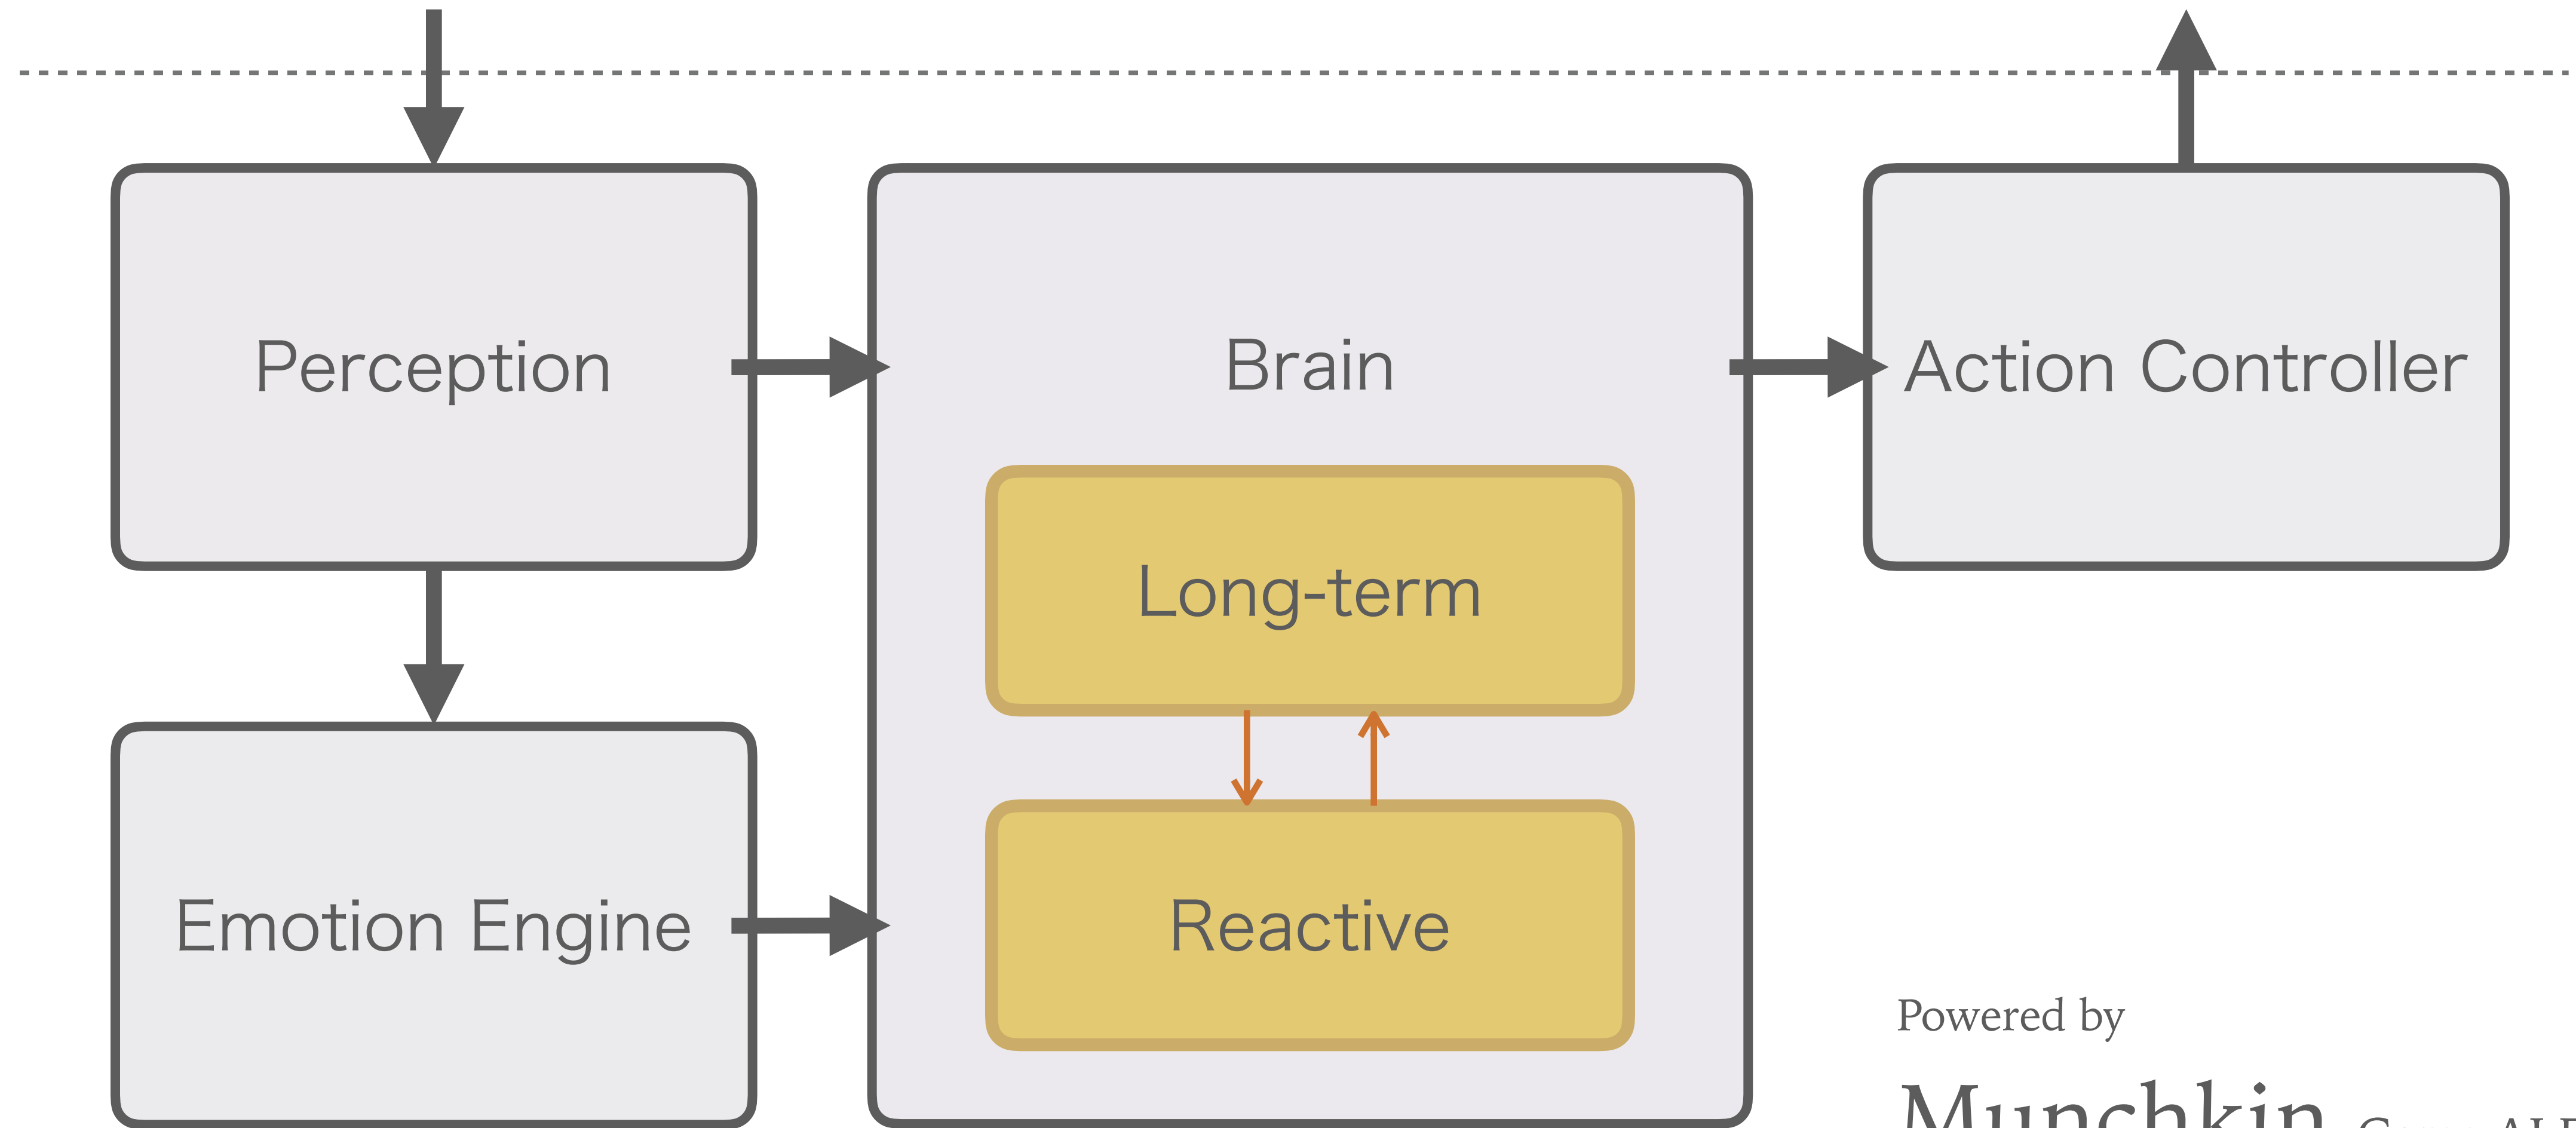 Perception
Brain
Action Controller
Long-term
Emotion Engine
Reactive
Powered by
Munchkin